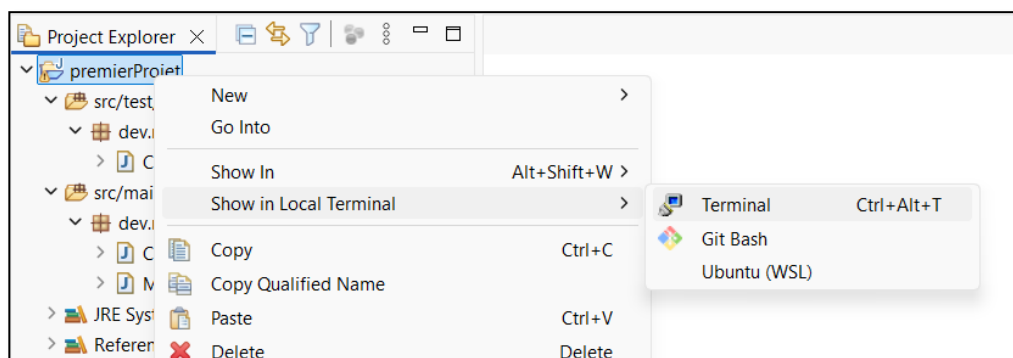 Project Explorer
premierProjet
New
src/test
Go Into
dev.
C
Show In Alt+Shift+W
src/mai
Show in Local Terminal
Terminal Ctrl+Alt+T
dev.
Git Bash
C
Copy Ctrl+C
Ubuntu (WSL)
M
Copy Qualified Name
JRE Sys
Paste Ctrl+V
Referen
Delete Delete